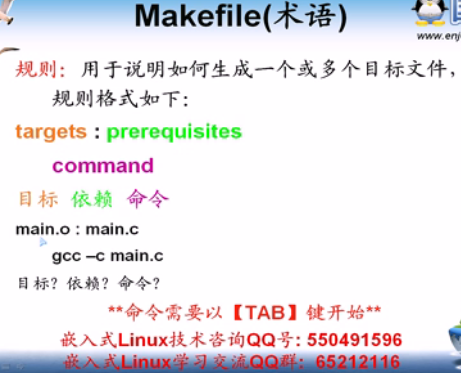 Makefile(术语)
www.enj
规则：用于说明如何生成一个或多个目标文件，
规则格式如下：
targets : prerequisites
command
目标 依赖 命令
main.o : main.c
gcc –c main.c
目标？依赖？命令？
**命令需要以【TAB】键开始**
嵌入式Linux技术咨询QQ号: 550491596
嵌入式Linux学习交流QQ群: 65212116